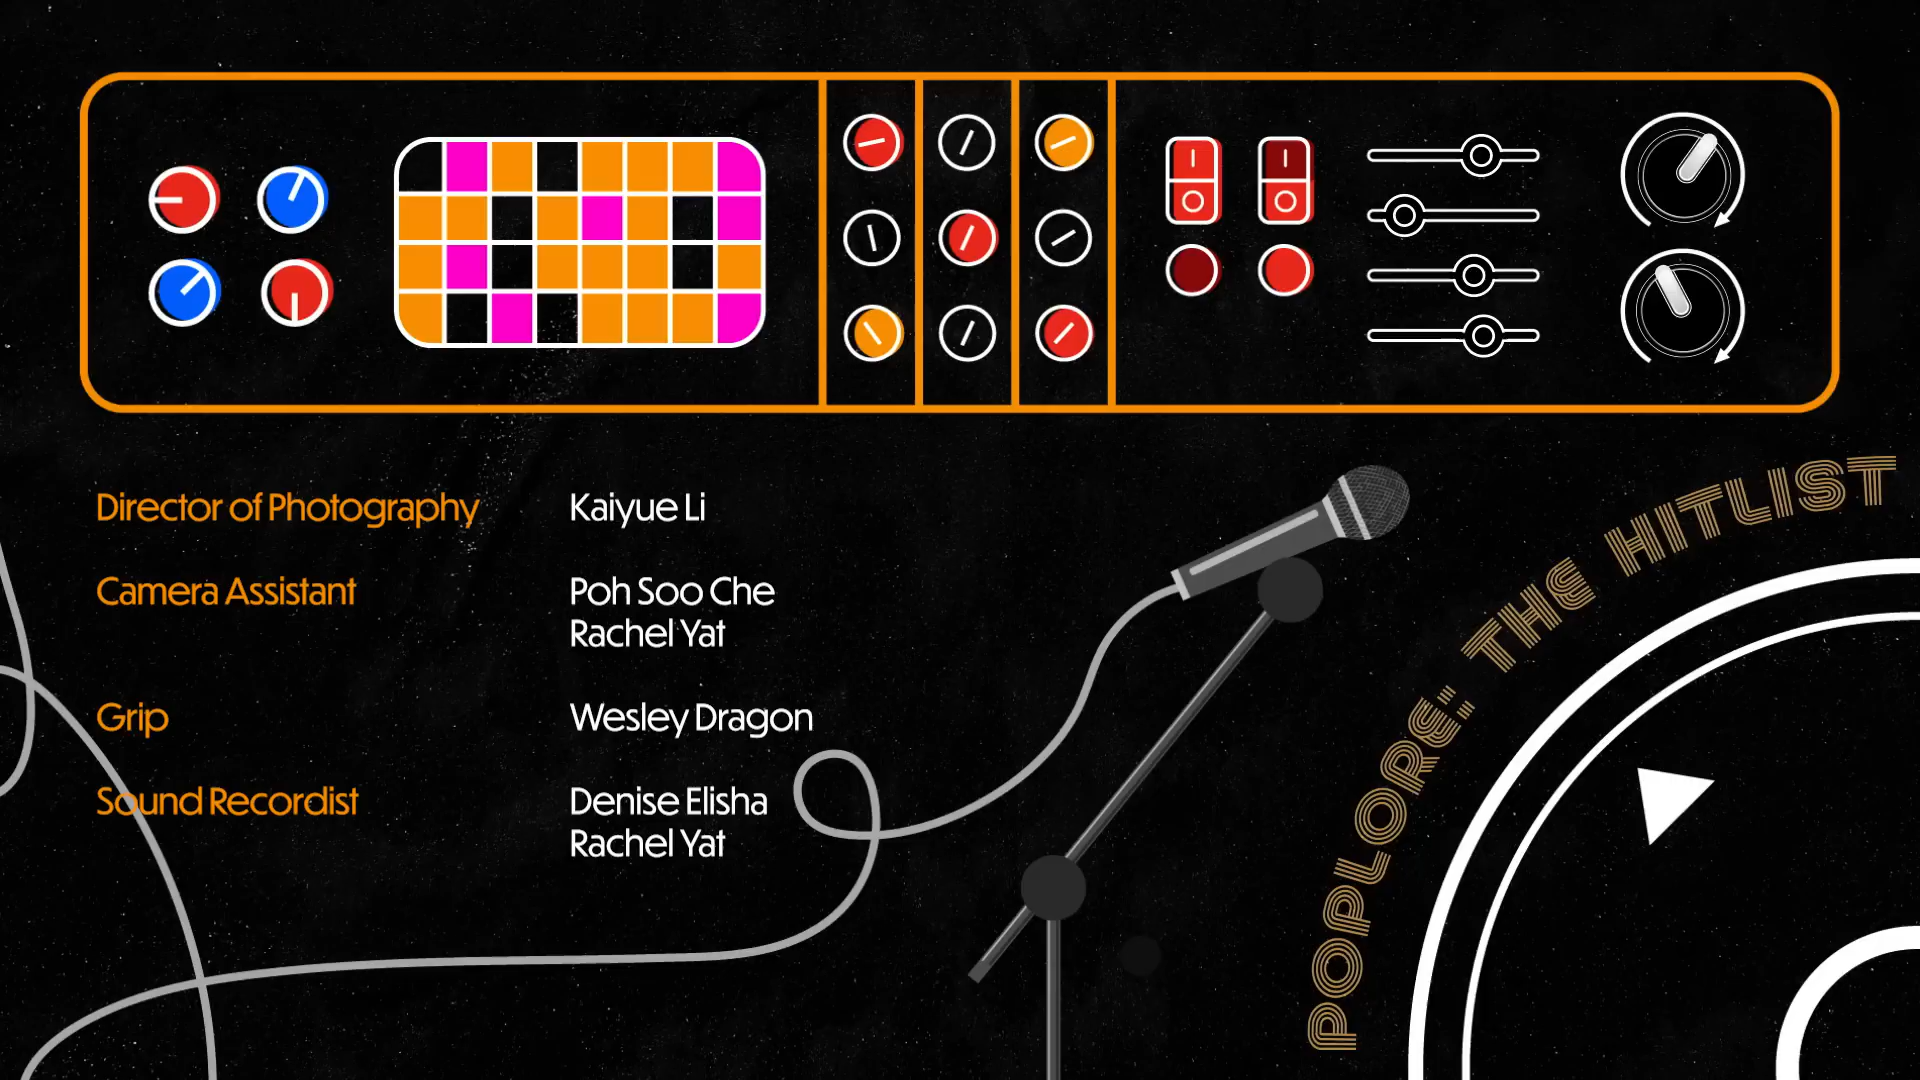 Director of Photography Kaiyue Li
Camera Assistant Poh Soo Che
Rachel Yat
Grip Wesley Dragon
Sound Recordist Denise Elisha
Rachel Yat
POPLORE: THE HITLIST